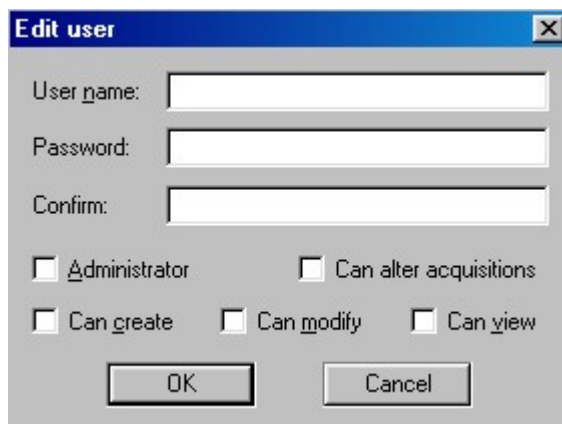 Edit user
User name:
Password:
Confirm:
Administrator Can alter acquisitions
Can create Can modify Can view
OK Cancel